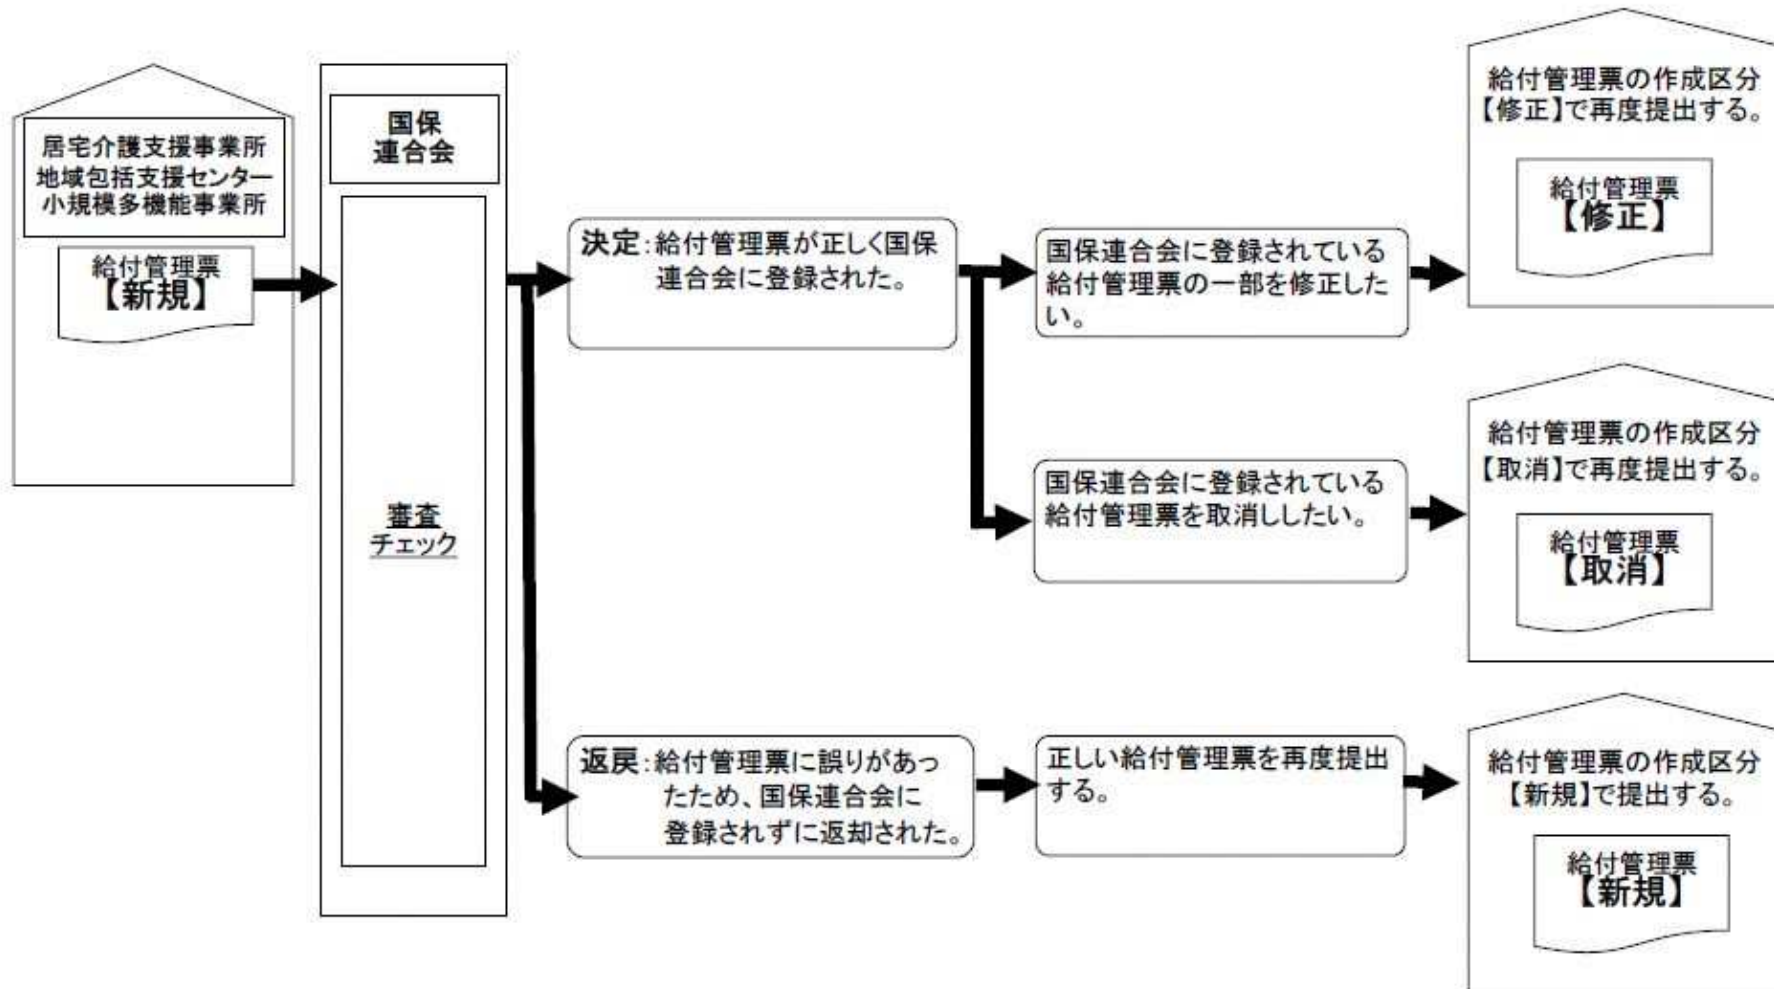 居宅介護支援事業所
地域包括支援センター
小規模多機能事業所
給付管理票
【新規】
国保
連合会
審査
チェック
決定:給付管理票が正しく国保
連合会に登録された。
国保連合会に登録されている
給付管理票の一部を修正した
い。
給付管理票の作成区分
【修正】で再度提出する。
給付管理票
【修正】
国保連合会に登録されている
給付管理票を取消ししたい。
給付管理票の作成区分
【取消】で再度提出する。
給付管理票
【取消】
返戻:給付管理票に誤りがあっ
たため、国保連合会に
登録されずに返却された。
正しい給付管理票を再度提出
する。
給付管理票の作成区分
【新規】で提出する。
給付管理票
【新規】